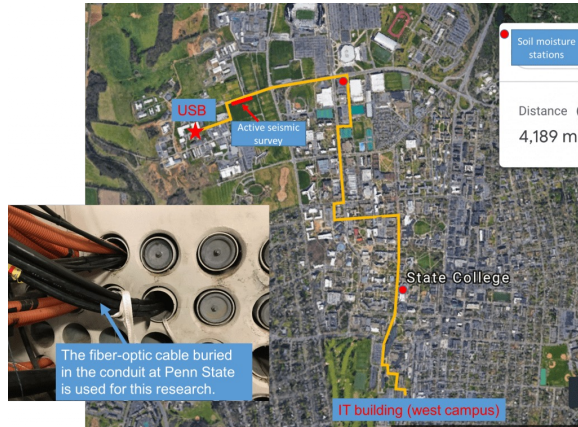 Soil moisture
stations
Distance
4,189 m
USB
Active seismic
survey
State College
The fiber-optic cable buried
in the conduit at Penn State
is used for this research.
IT building (west campus)